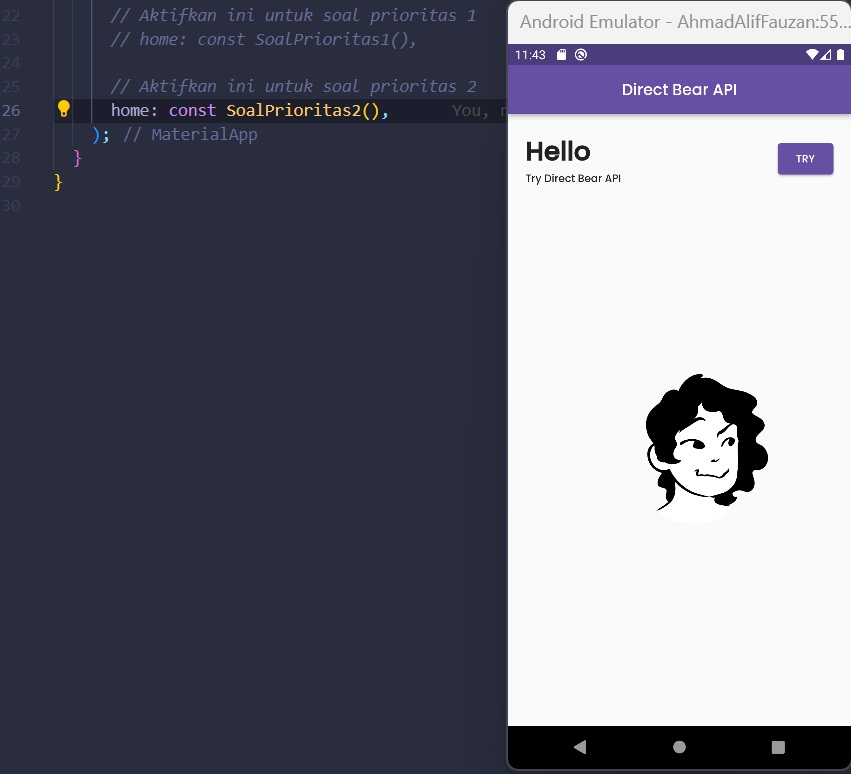 22 // Aktifkan ini untuk soal prioritas 1
23 // home: const SoalPrioritas1(),
24
25 // Aktifkan ini untuk soal prioritas 2
26 home: const SoalPrioritas2(), You,
27 ); // MaterialApp
28 }
29 }
30
Android Emulator - AhmadAlifFauzan:55...
11:43
Direct Bear API
Hello
Try Direct Bear API
TRY